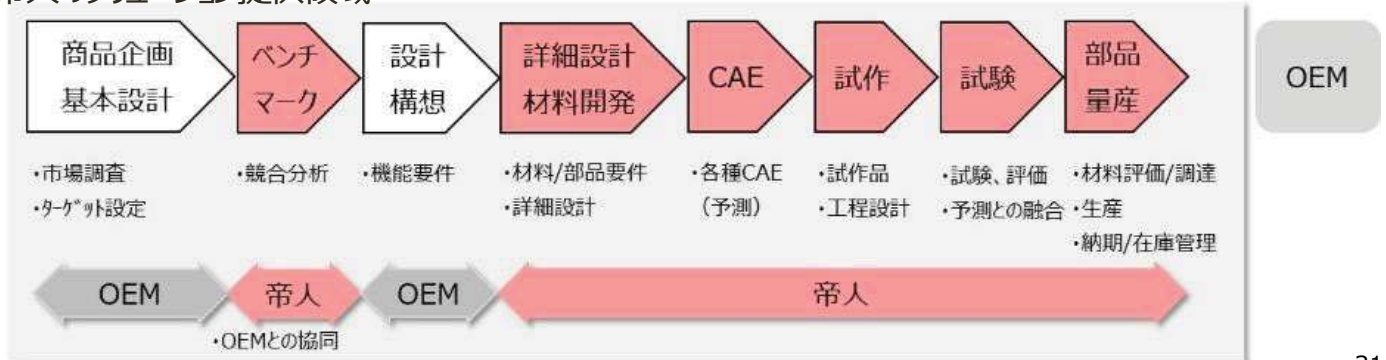 商品企画
基本設計
ベンチ
マーク
設計
構想
詳細設計
材料開発
CAE
試作
試験
部品
量産
OEM
・市場調査
・ﾀｰｹﾞｯﾄ設定
・競合分析
・機能要件
・材料/部品要件
・詳細設計
・各種CAE
（予測）
・試作品
・工程設計
・試験、評価
・予測との融合
・材料評価/調達
・生産
・納期/在庫管理
OEM
帝人
OEM
帝人
・OEMとの協同